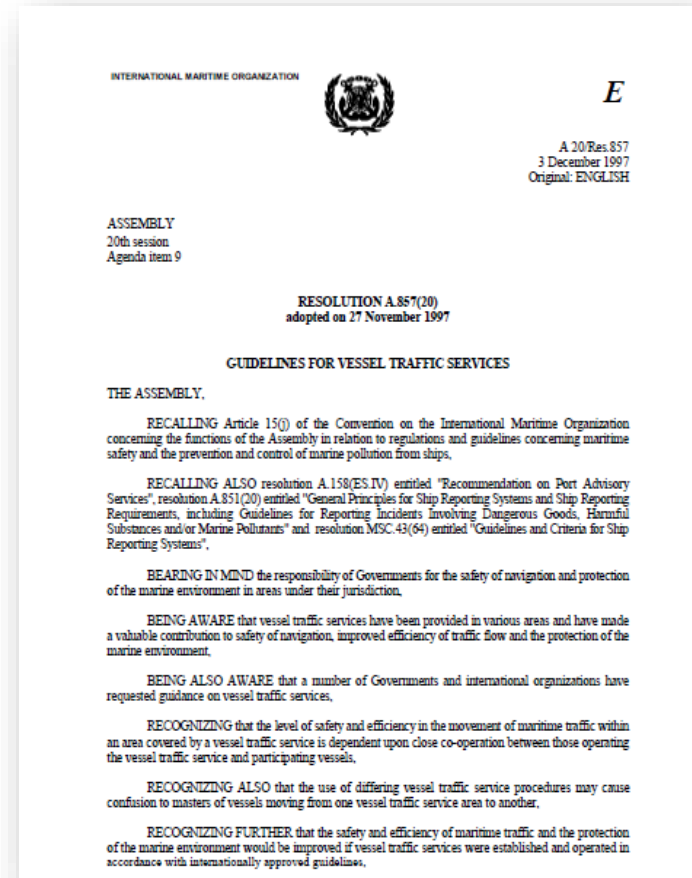 INTERNATIONAL MARITIME ORGANIZATION
E
A 20/Res.857
3 December 1997
Original: ENGLISH
ASSEMBLY
20th session
Agenda item 9
RESOLUTION A.857(20)
adopted on 27 November 1997
GUIDELINES FOR VESSEL TRAFFIC SERVICES
THE ASSEMBLY,
RECALLING Article 15(j) of the Convention on the International Maritime Organization
concerning the functions of the Assembly in relation to regulations and guidelines concerning maritime
safety and the prevention and control of marine pollution from ships,
RECALLING ALSO resolution A.158(ES.IV) entitled "Recommendation on Port Advisory
Services", resolution A.851(20) entitled "General Principles for Ship Reporting Systems and Ship Reporting
Requirements, including Guidelines for Reporting Incidents Involving Dangerous Goods, Harmful
Substances and/or Marine Pollutants" and resolution MSC.43(64) entitled "Guidelines and Criteria for Ship
Reporting Systems",
BEARING IN MIND the responsibility of Governments for the safety of navigation and protection
of the marine environment in areas under their jurisdiction,
BEING AWARE that vessel traffic services have been provided in various areas and have made
a valuable contribution to safety of navigation, improved efficiency of traffic flow and the protection of the
marine environment,
BEING ALSO AWARE that a number of Governments and international organizations have
requested guidance on vessel traffic services,
RECOGNIZING that the level of safety and efficiency in the movement of maritime traffic within
an area covered by a vessel traffic service is dependent upon close co-operation between those operating
the vessel traffic service and participating vessels,
RECOGNIZING ALSO that the use of differing vessel traffic service procedures may cause
confusion to masters of vessels moving from one vessel traffic service area to another,
RECOGNIZING FURTHER that the safety and efficiency of maritime traffic and the protection
of the marine environment would be improved if vessel traffic services were established and operated in
accordance with internationally approved guidelines,